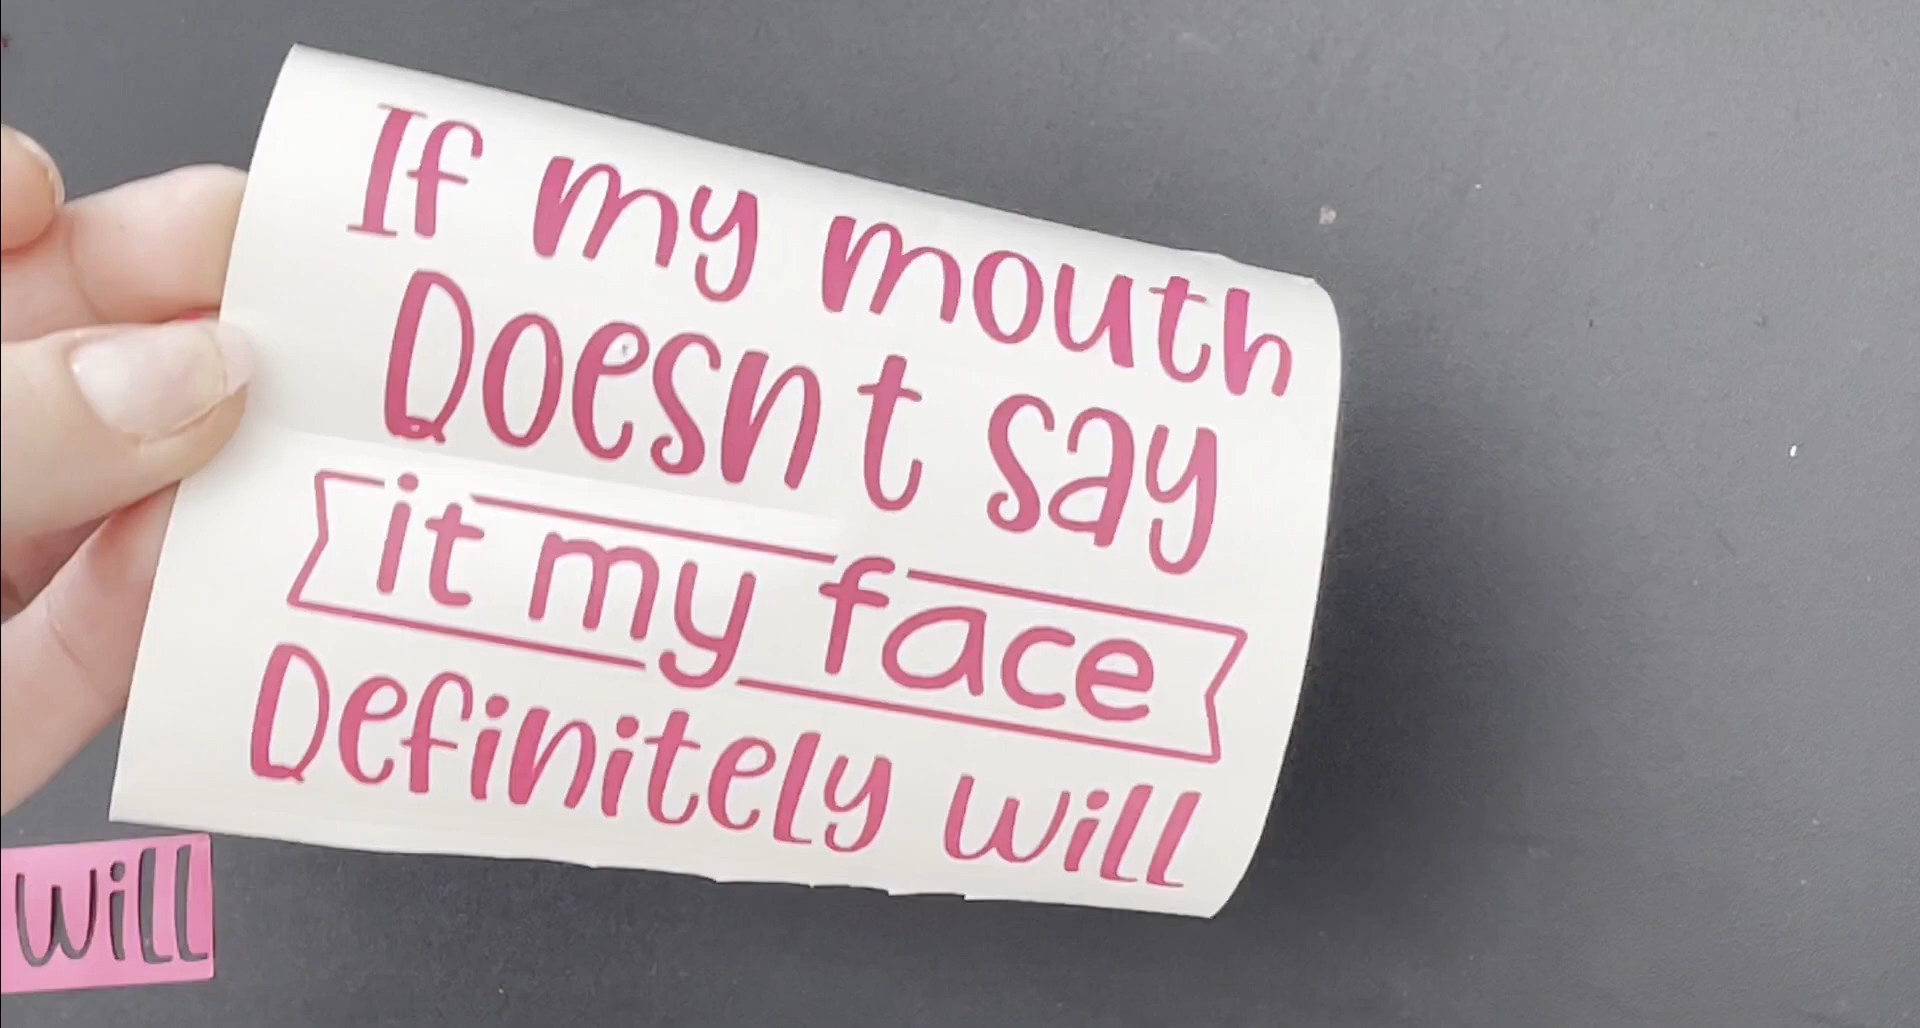 If my mouth
Doesnt say
it my face
Definitely will
will